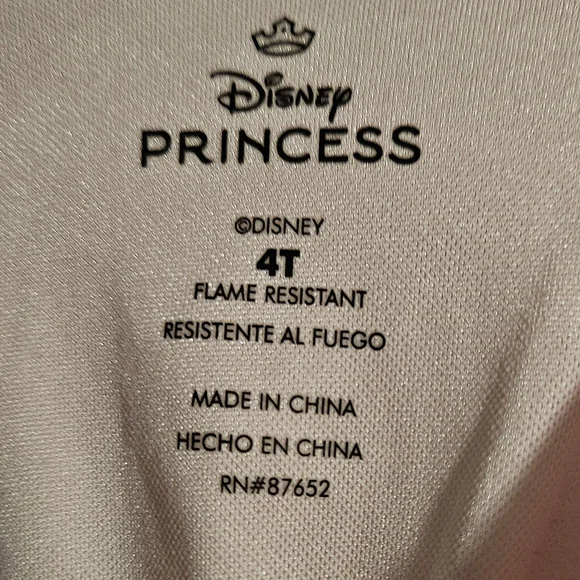 Disney
PRINCESS
©DISNEY
4T
FLAME RESISTANT
RESISTENTE AL FUEGO
MADE IN CHINA
HECHO EN CHINA
RN#87652